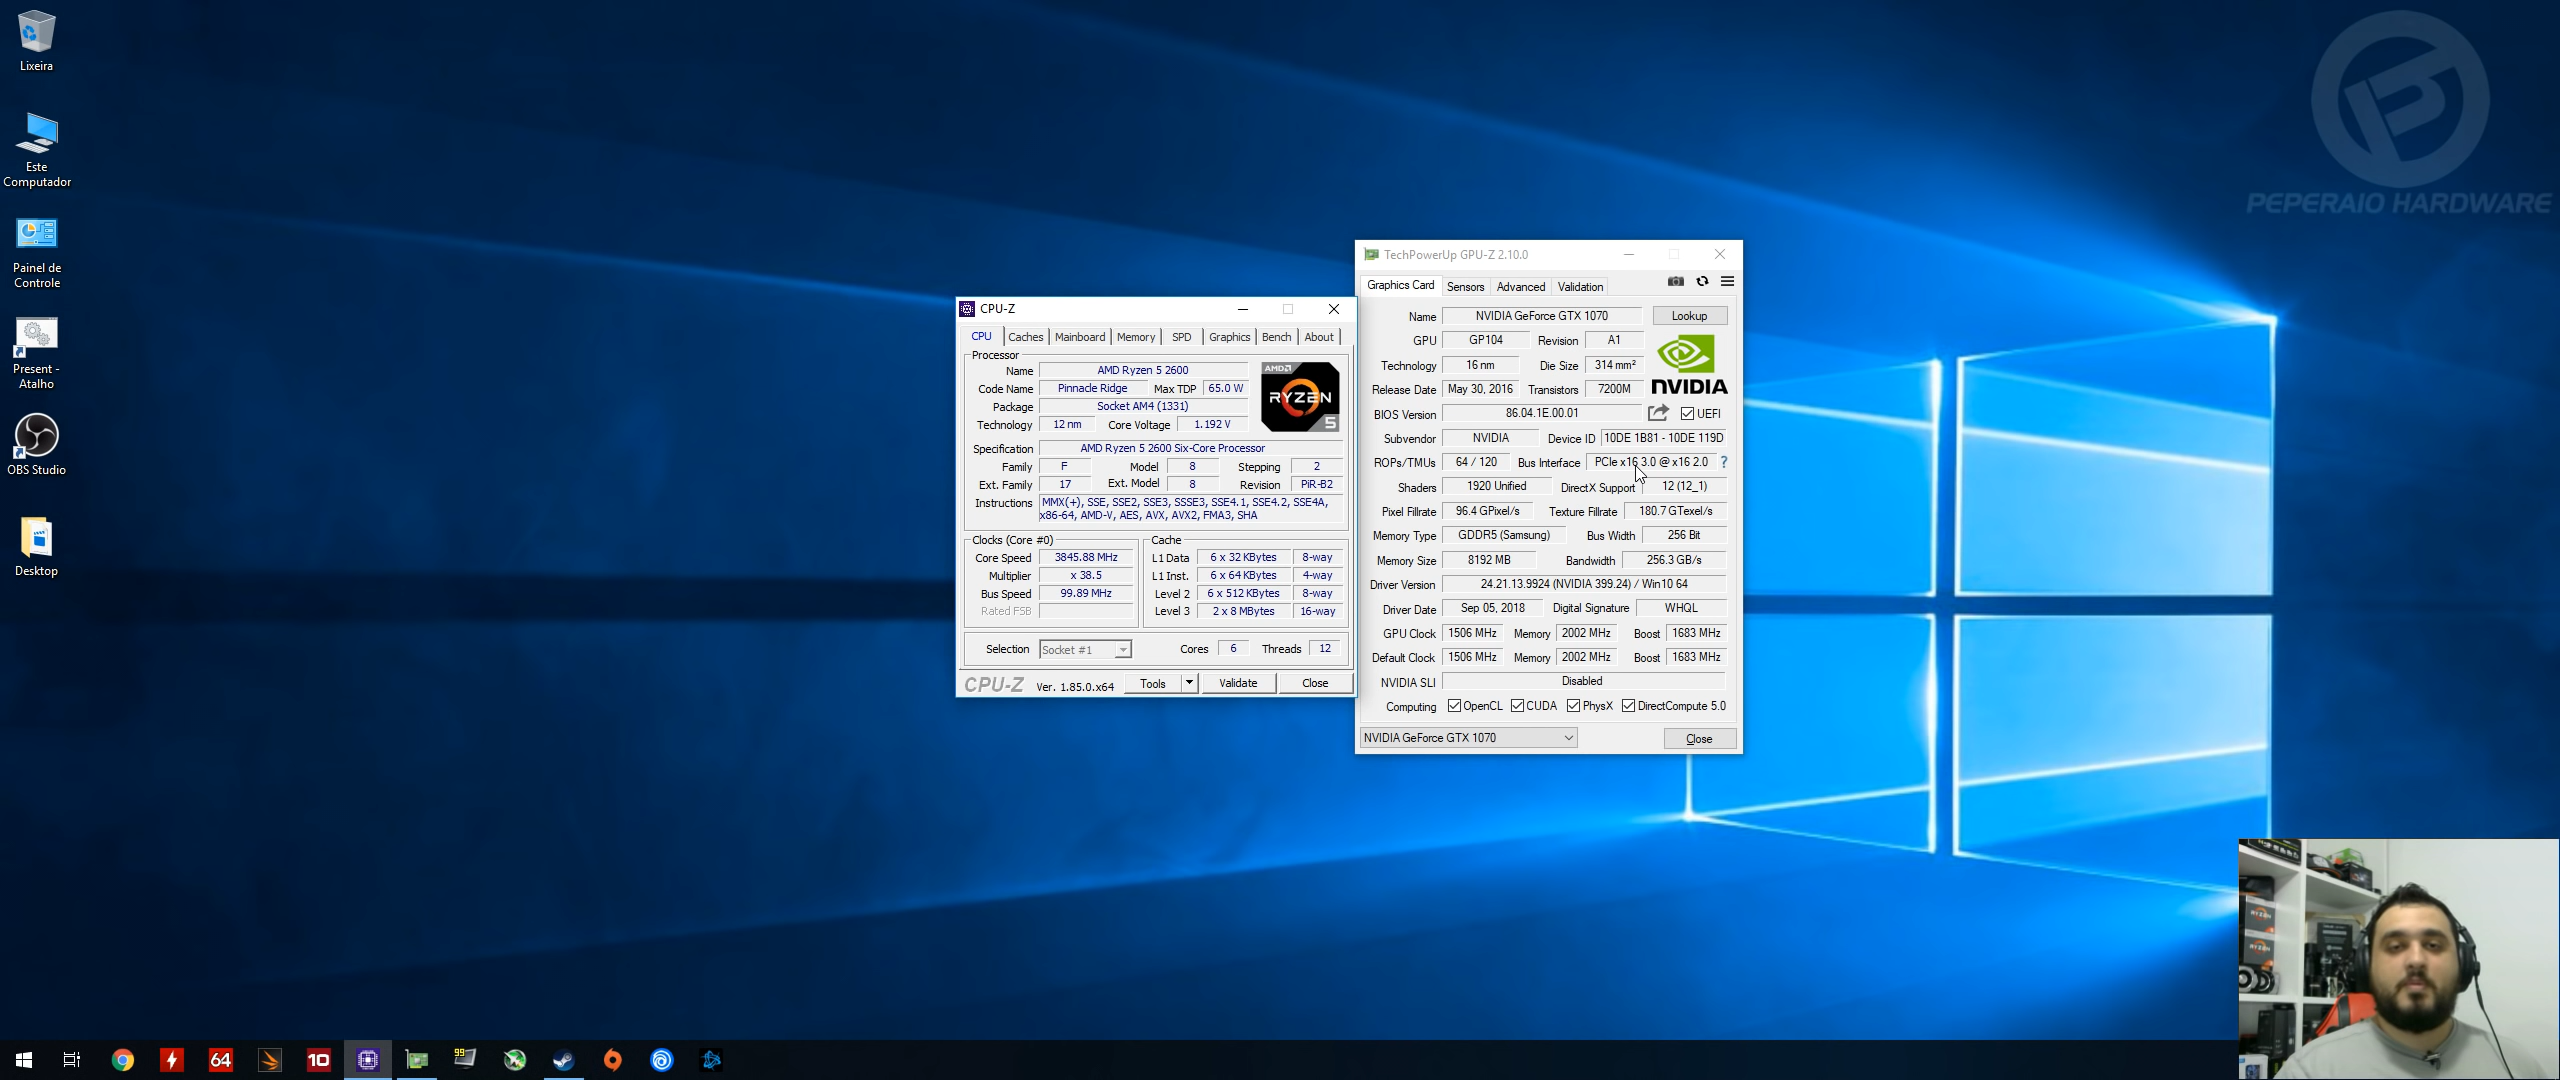 Lixeira
Este
Computador
Painel de
Controle
Present -
Atalho
OBS Studio
Desktop
PEPERAIO HARDWARE
CPU-Z
CPU Caches Mainboard Memory SPD Graphics Bench About
Processor
Name AMD Ryzen 5 2600
Code Name Pinnacle Ridge Max TDP 65.0 W
Package Socket AM4 (1331)
Technology 12 nm Core Voltage 1.192 V
AMD
RYZEN
5
Specification AMD Ryzen 5 2600 Six-Core Processor
Family F Model 8 Stepping 2
Ext. Family 17 Ext. Model 8 Revision PiR-B2
Instructions MMX(+), SSE, SSE2, SSE3, SSSE3, SSE4.1, SSE4.2, SSE4A,
x86-64, AMD-V, AES, AVX, AVX2, FMA3, SHA
Clocks (Core #0)
Core Speed 3845.88 MHz
Multiplier x 38.5
Bus Speed 99.89 MHz
Rated FSB
Cache
L1 Data 6 x 32 KBytes 8-way
L1 Inst. 6 x 64 KBytes 4-way
Level 2 6 x 512 KBytes 8-way
Level 3 2 x 8 MBytes 16-way
Selection Socket #1 Cores 6 Threads 12
CPU-Z Ver. 1.85.0.x64 Tools Validate Close
TechPowerUp GPU-Z 2.10.0
Graphics Card Sensors Advanced Validation
Name NVIDIA GeForce GTX 1070 Lookup
GPU GP104 Revision A1
Technology 16 nm Die Size 314 mm²
Release Date May 30, 2016 Transistors 7200M
NVIDIA
BIOS Version 86.04.1E.00.01 UEFI
Subvendor NVIDIA Device ID 10DE 1B81 - 10DE 119D
ROPs/TMUs 64 / 120 Bus Interface PCIe x16 3.0 @ x16 2.0 ?
Shaders 1920 Unified DirectX Support 12 (12_1)
Pixel Fillrate 96.4 GPixel/s Texture Fillrate 180.7 GTexel/s
Memory Type GDDR5 (Samsung) Bus Width 256 Bit
Memory Size 8192 MB Bandwidth 256.3 GB/s
Driver Version 24.21.13.9924 (NVIDIA 399.24) / Win10 64
Driver Date Sep 05, 2018 Digital Signature WHQL
GPU Clock 1506 MHz Memory 2002 MHz Boost 1683 MHz
Default Clock 1506 MHz Memory 2002 MHz Boost 1683 MHz
NVIDIA SLI Disabled
Computing OpenCL CUDA PhysX DirectCompute 5.0
NVIDIA GeForce GTX 1070 Close
RYZEN
RYZEN
64
10
99